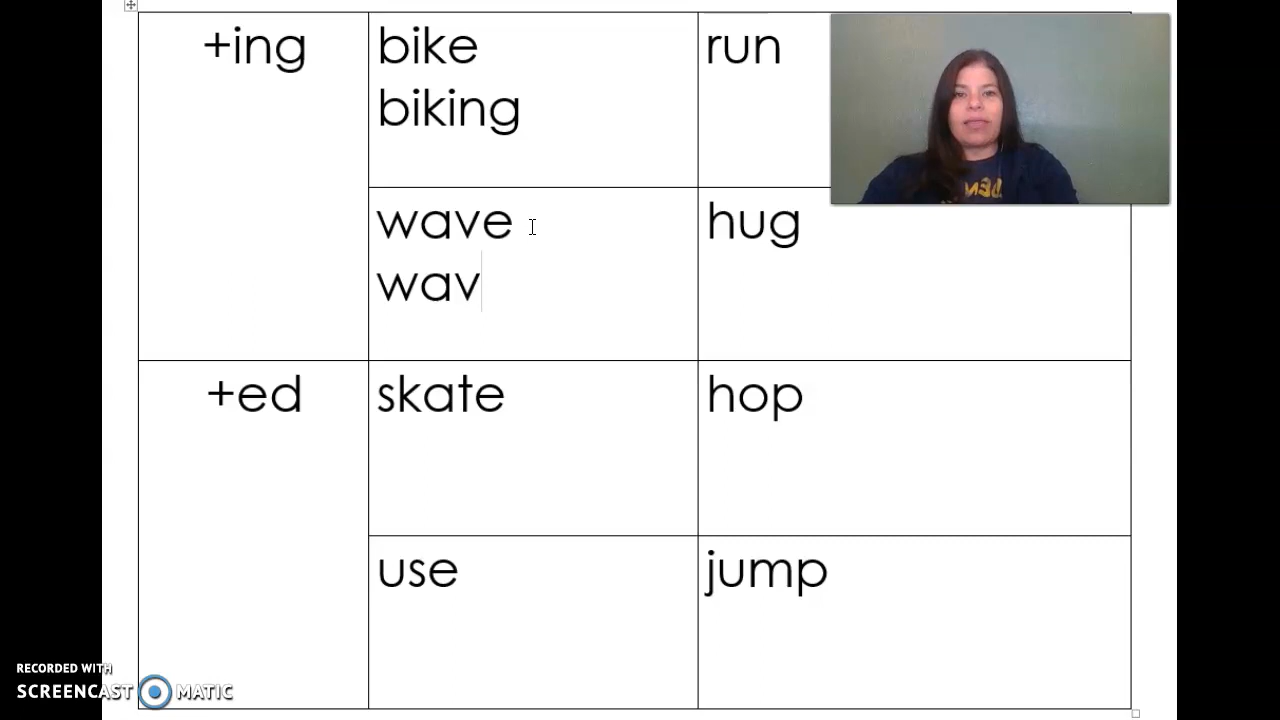 +ing
bike
biking
run
wave
wav
hug
+ed
skate
hop
use
jump
RECORDED WITH
SCREENCAST MATIC